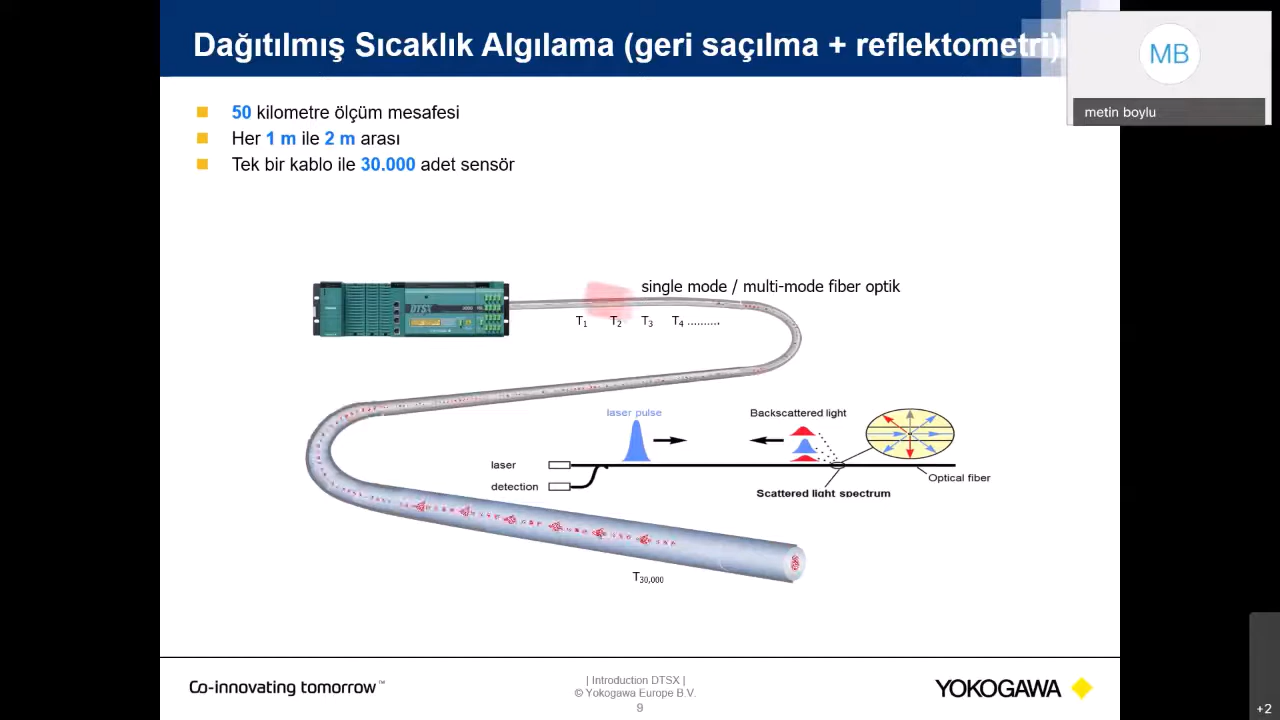 Dağıtılmış Sıcaklık Algılama (geri saçılma + reflektometri)
MB
metin boylu
50 kilometre ölçüm mesafesi
Her 1 m ile 2 m arası
Tek bir kablo ile 30.000 adet sensör
single mode / multi-mode fiber optik
DTSX
T1 T2 T3 T4 .........
laser pulse
Backscattered light
laser
detection
Optical fiber
Scattered light spectrum
T30,000
Co-innovating tomorrow™
| Introduction DTSX |
© Yokogawa Europe B.V.
9
YOKOGAWA
+2